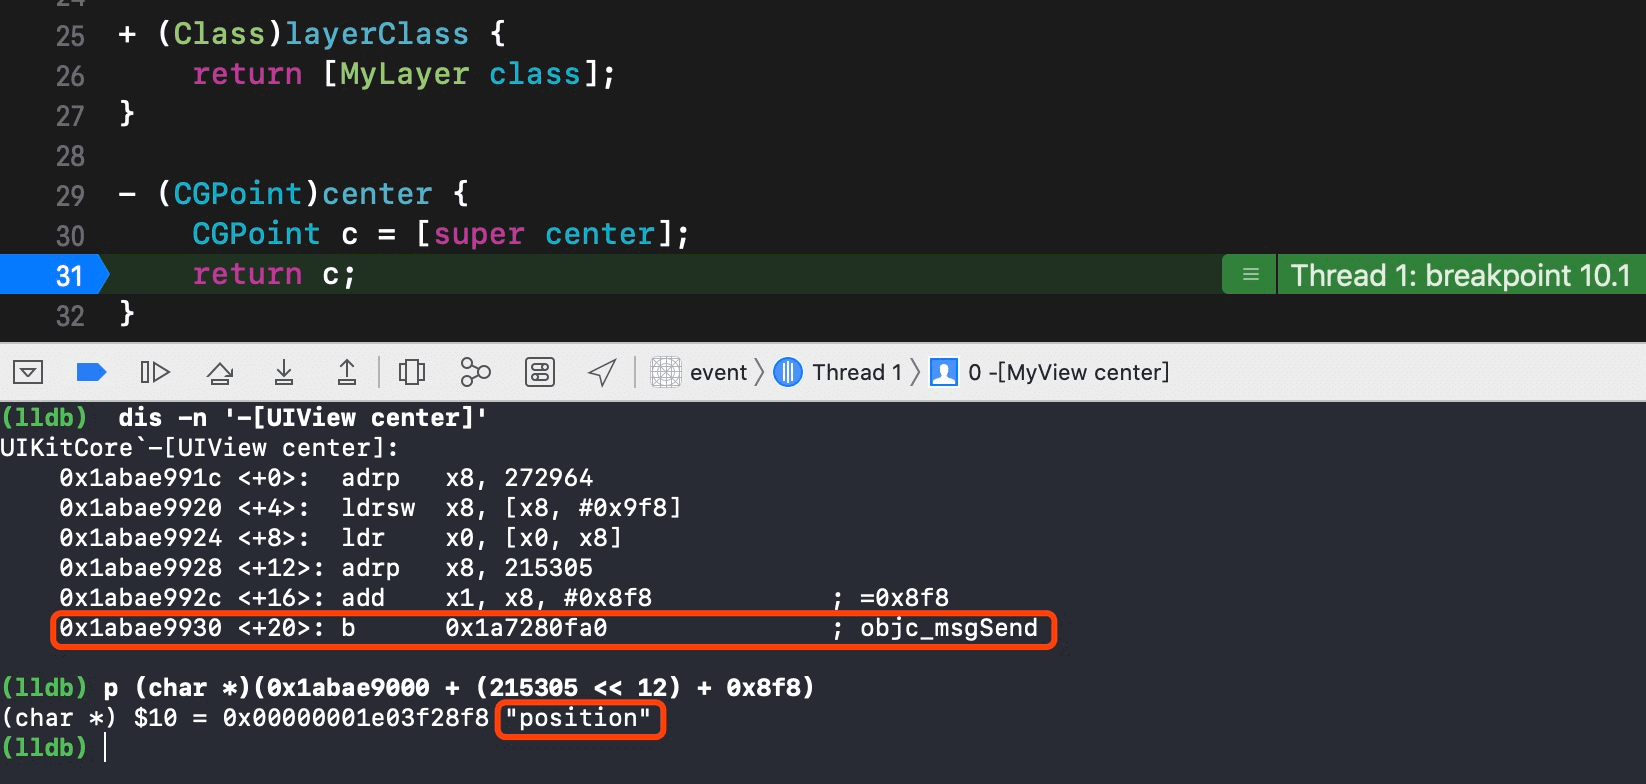 24
25 + (Class)layerClass {
26 return [MyLayer class];
27 }
28
29 - (CGPoint)center {
30 CGPoint c = [super center];
31 return c; Thread 1: breakpoint 10.1
32 }
event Thread 1 0 -[MyView center]
(lldb) dis -n '-[UIView center]'
UIKitCore`-[UIView center]:
0x1abae991c <+0>: adrp x8, 272964
0x1abae9920 <+4>: ldrsw x8, [x8, #0x9f8]
0x1abae9924 <+8>: ldr x0, [x0, x8]
0x1abae9928 <+12>: adrp x8, 215305
0x1abae992c <+16>: add x1, x8, #0x8f8 ; =0x8f8
0x1abae9930 <+20>: b 0x1a7280fa0 ; objc_msgSend
(lldb) p (char *)(0x1abae9000 + (215305 << 12) + 0x8f8)
(char *) $10 = 0x00000001e03f28f8 "position"
(lldb)